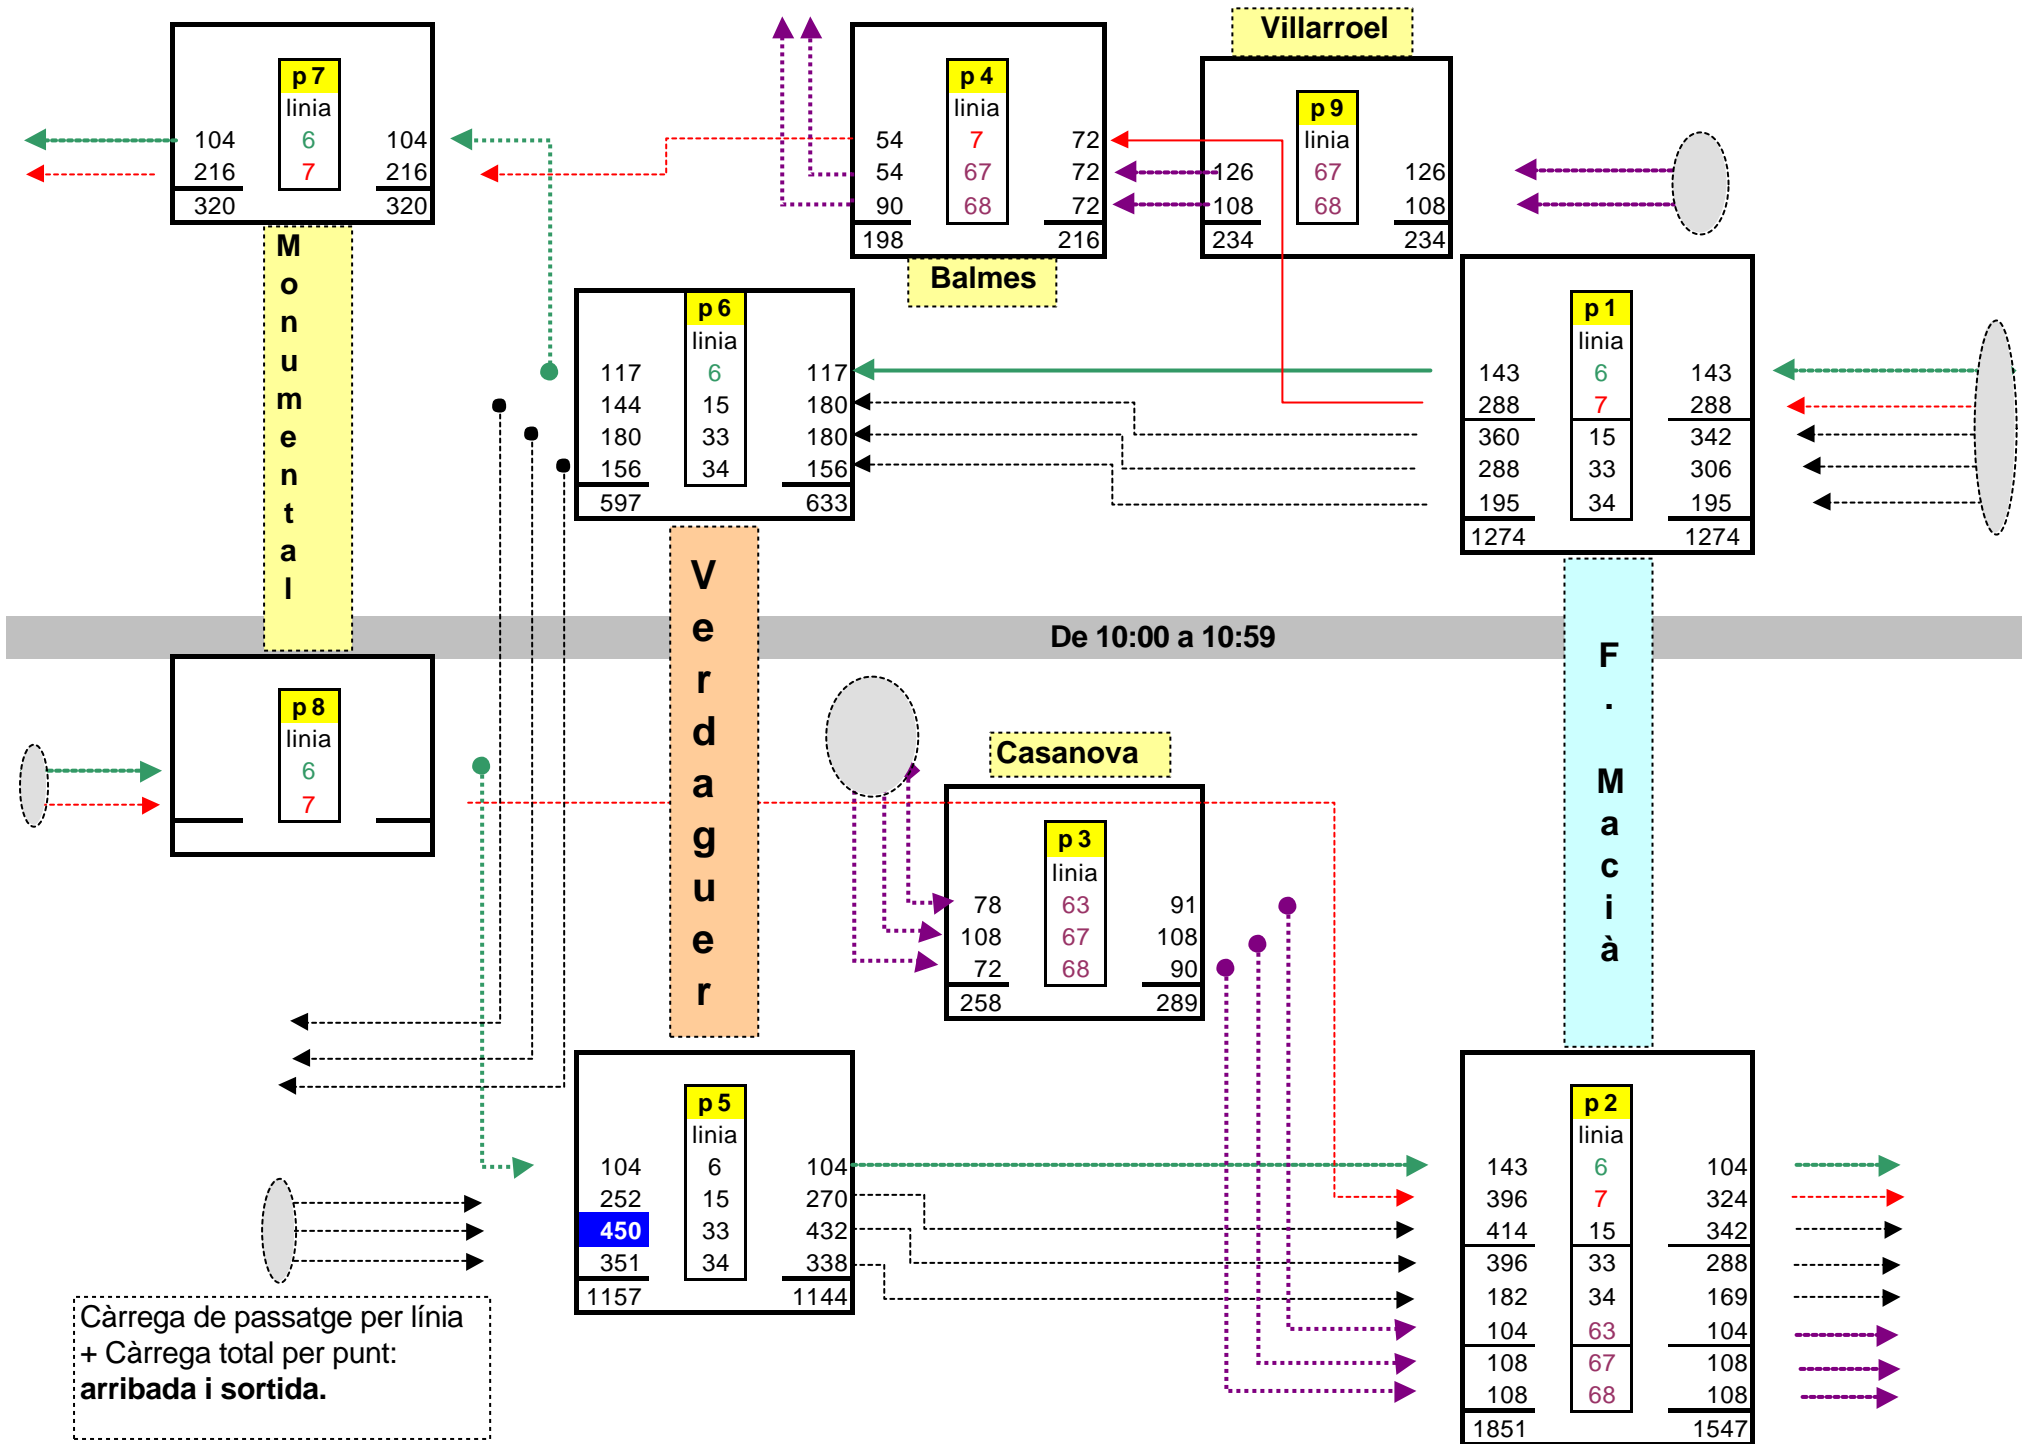 Villarroel
p 7
linia
104 6 104
216 7 216
320 320
p 4
linia
54 7 72
54 67 72
90 68 72
198 216
Balmes
p 9
linia
126 67 126
108 68 108
234 234
Monumental
p 6
linia
117 6 117
144 15 180
180 33 180
156 34 156
597 633
p 1
linia
143 6 143
288 7 288
360 15 342
288 33 306
195 34 195
1274 1274
Verdaguer
F. Macià
De 10:00 a 10:59
p 8
linia
6
7
Casanova
p 3
linia
78 63 91
108 67 108
72 68 90
258 289
p 5
linia
104 6 104
252 15 270
450 33 432
351 34 338
1157 1144
p 2
linia
143 6 104
396 7 324
414 15 342
396 33 288
182 34 169
104 63 104
108 67 108
108 68 108
1851 1547
Càrrega de passatge per línia
+ Càrrega total per punt:
arribada i sortida.